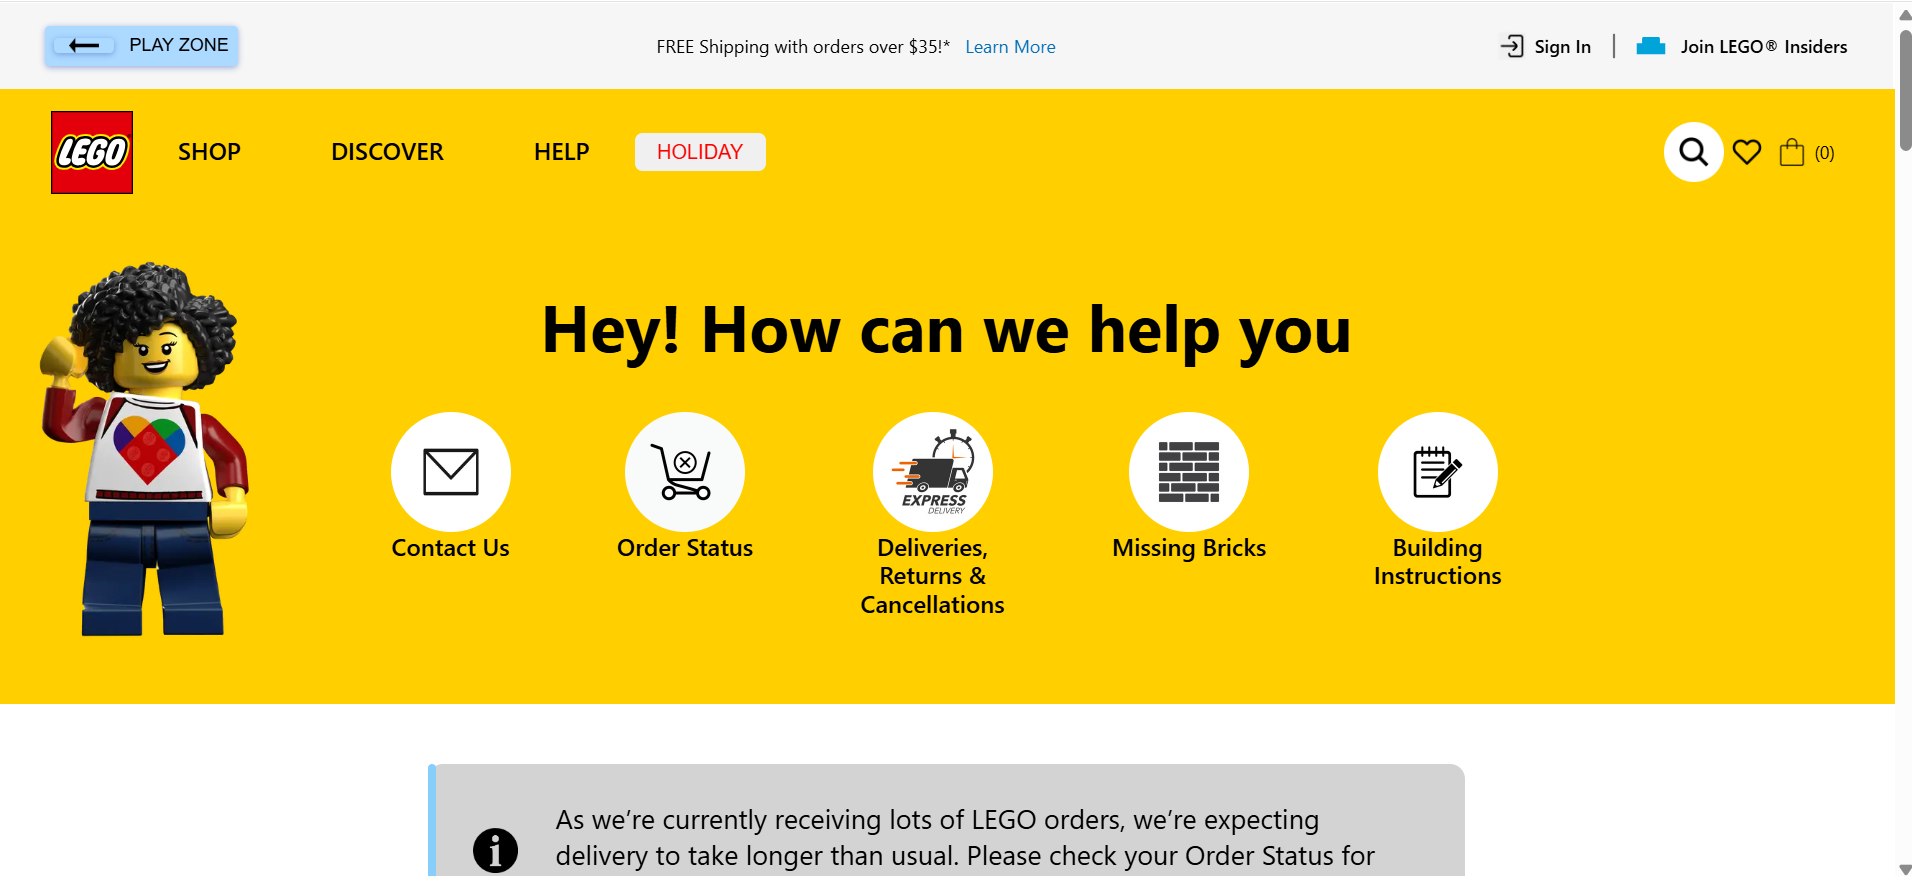 PLAY ZONE
FREE Shipping with orders over $35!* Learn More
Sign In
Join LEGO® Insiders
LEGO
SHOP
DISCOVER
HELP
HOLIDAY
(0)
Hey! How can we help you
Contact Us
Order Status
EXPRESS
DELIVERY
Deliveries,
Returns &
Cancellations
Missing Bricks
Building
Instructions
As we’re currently receiving lots of LEGO orders, we’re expecting
delivery to take longer than usual. Please check your Order Status for